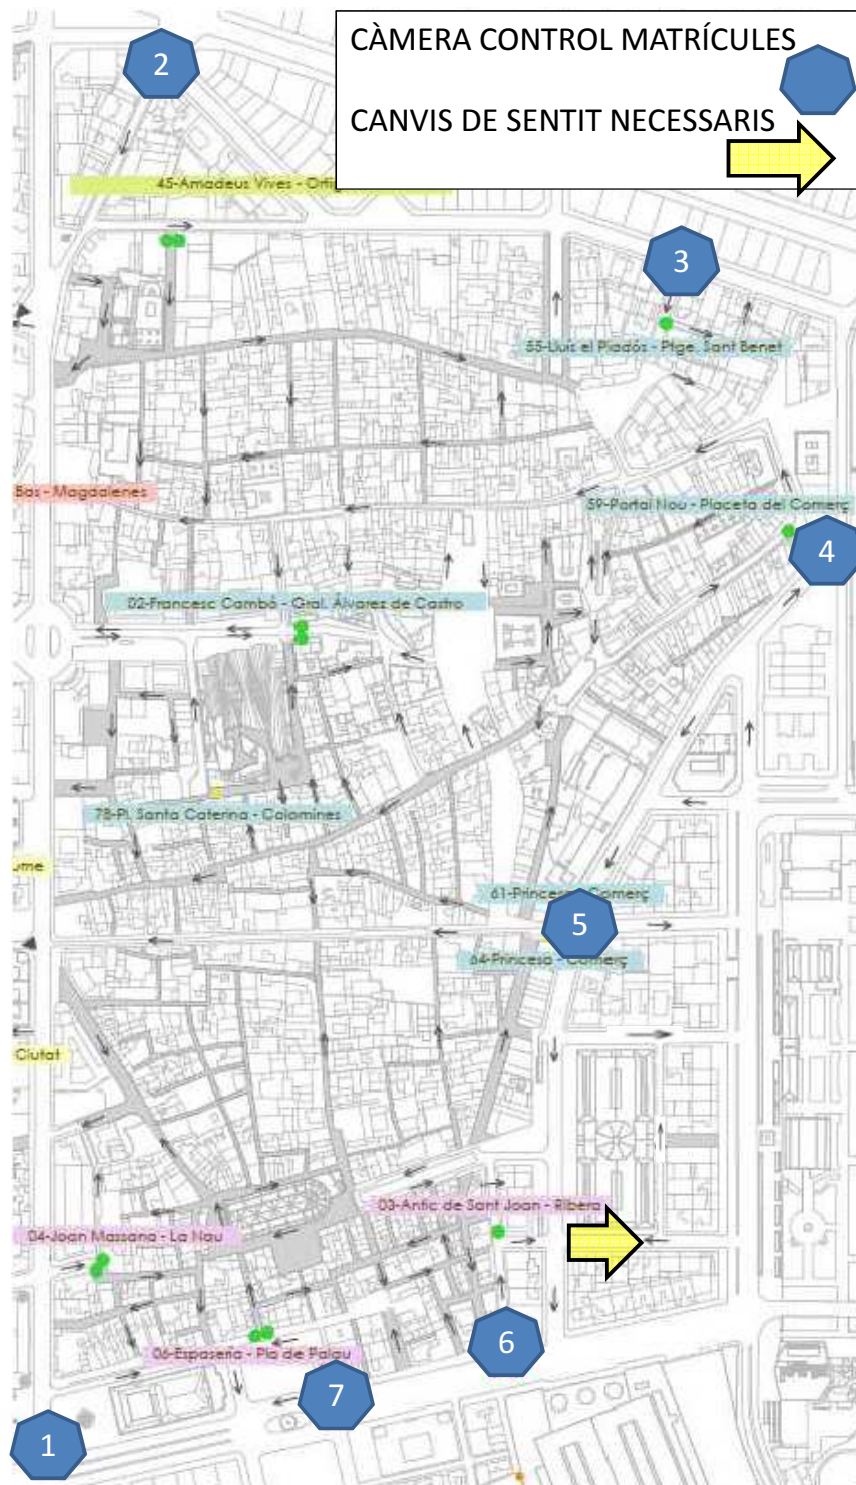 CÀMERA CONTROL MATRÍCULES
CANVIS DE SENTIT NECESSARIS
2
45-Amadeus Vives - Ortig
3
55-Lluís el Piadós - Ptge. Sant Benet
Bas - Magdalenes
59-Portal Nou - Placeta del Comerç
4
02-Francesc Cambó - Gral. Álvarez de Castro
78-Pl. Santa Caterina - Colomines
ume
61-Princesa - Comerç
5
64-Princesa - Comerç
Ciutat
03-Antic de Sant Joan - Ribera
04-Joan Massana - La Nau
06-Espaseria - Pla de Palau
6
7
1